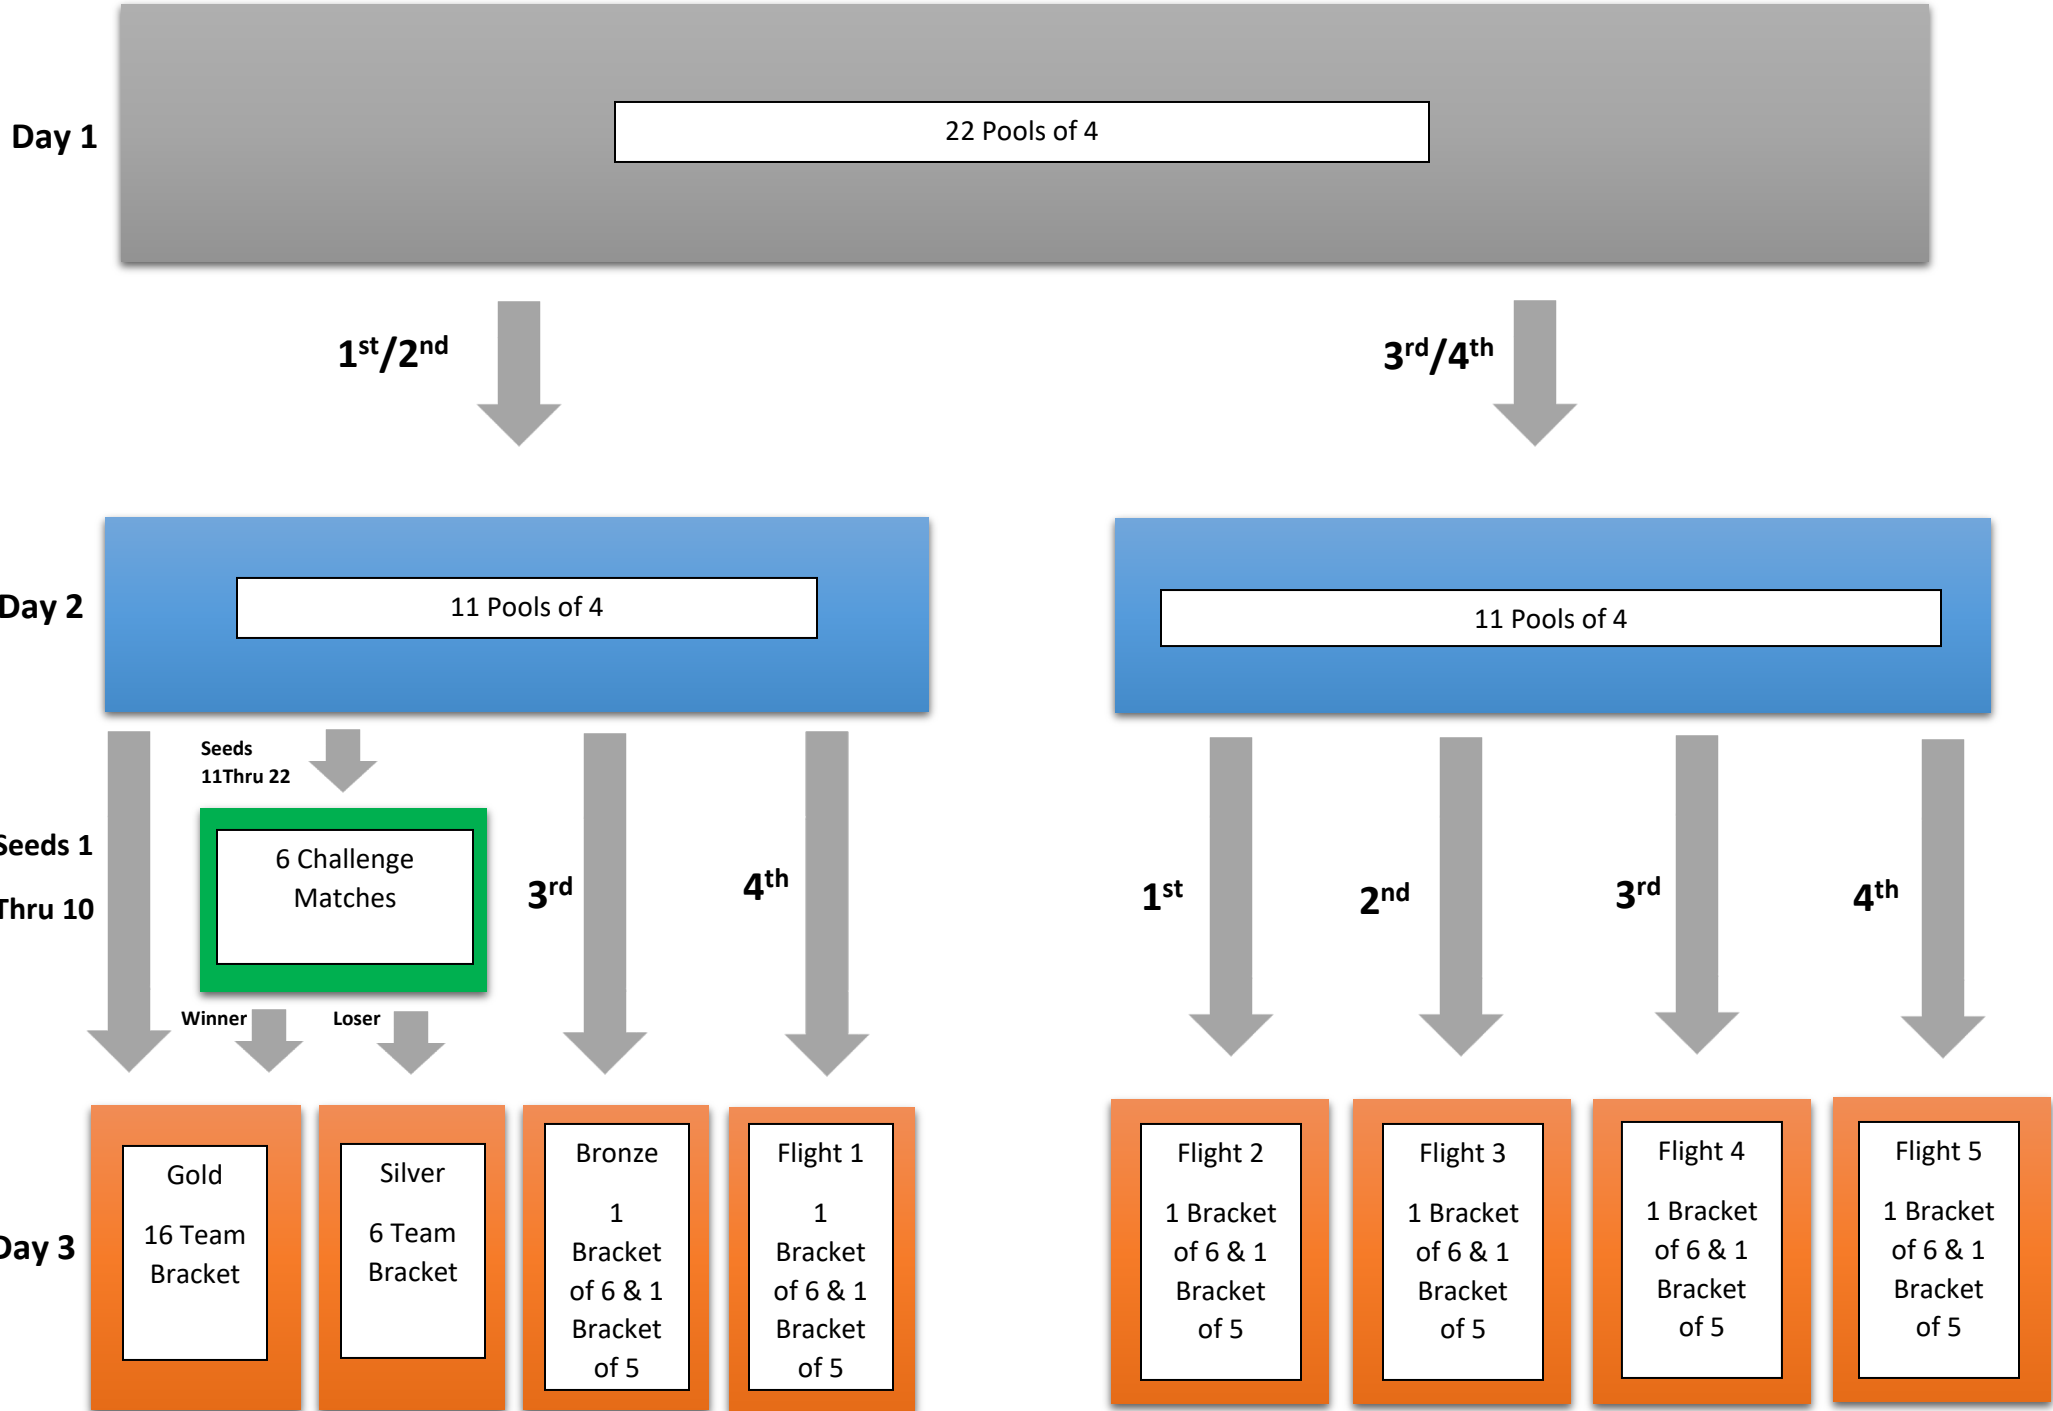 Day 1
22 Pools of 4
1st/2nd
3rd/4th
Day 2
11 Pools of 4
11 Pools of 4
Seeds
11Thru 22
Seeds 1
Thru 10
6 Challenge
Matches
3rd
4th
1st
2nd
3rd
4th
Winner
Loser
Day 3
Gold
16 Team
Bracket
Silver
6 Team
Bracket
Bronze
1
Bracket
of 6 & 1
Bracket
of 5
Flight 1
1
Bracket
of 6 & 1
Bracket
of 5
Flight 2
1 Bracket
of 6 & 1
Bracket
of 5
Flight 3
1 Bracket
of 6 & 1
Bracket
of 5
Flight 4
1 Bracket
of 6 & 1
Bracket
of 5
Flight 5
1 Bracket
of 6 & 1
Bracket
of 5